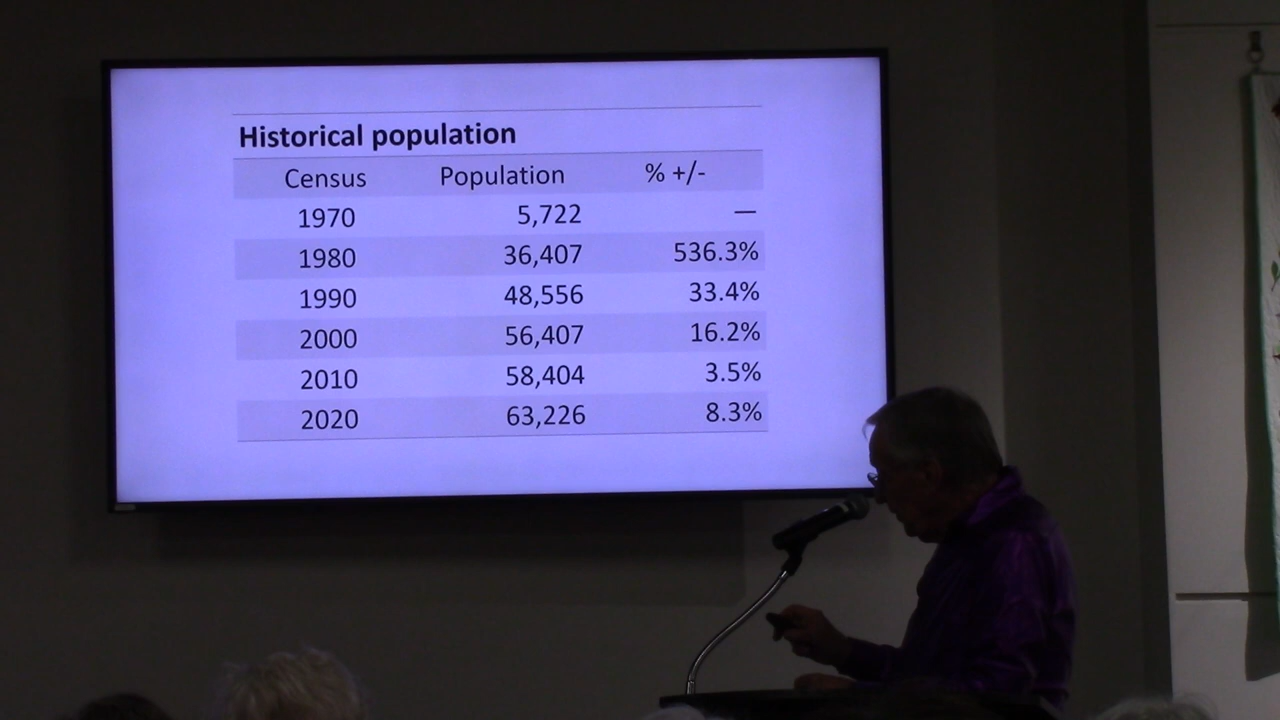 Historical population
Census Population % +/-
1970 5,722 —
1980 36,407 536.3%
1990 48,556 33.4%
2000 56,407 16.2%
2010 58,404 3.5%
2020 63,226 8.3%